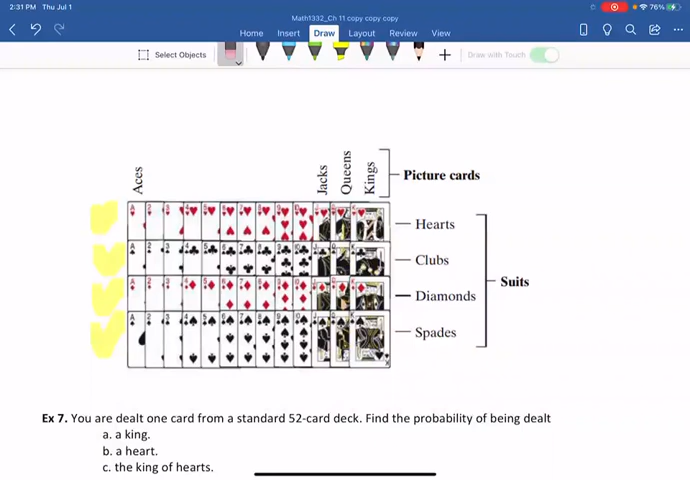 2:31 PM Thu Jul 1
76%
Math1332_Ch 11 copy copy copy
Home Insert Draw Layout Review View
Select Objects
Draw with Touch
Aces
Jacks
Queens
Kings
Picture cards
Hearts
Clubs
Diamonds
Spades
Suits
Ex 7. You are dealt one card from a standard 52-card deck. Find the probability of being dealt
a. a king.
b. a heart.
c. the king of hearts.